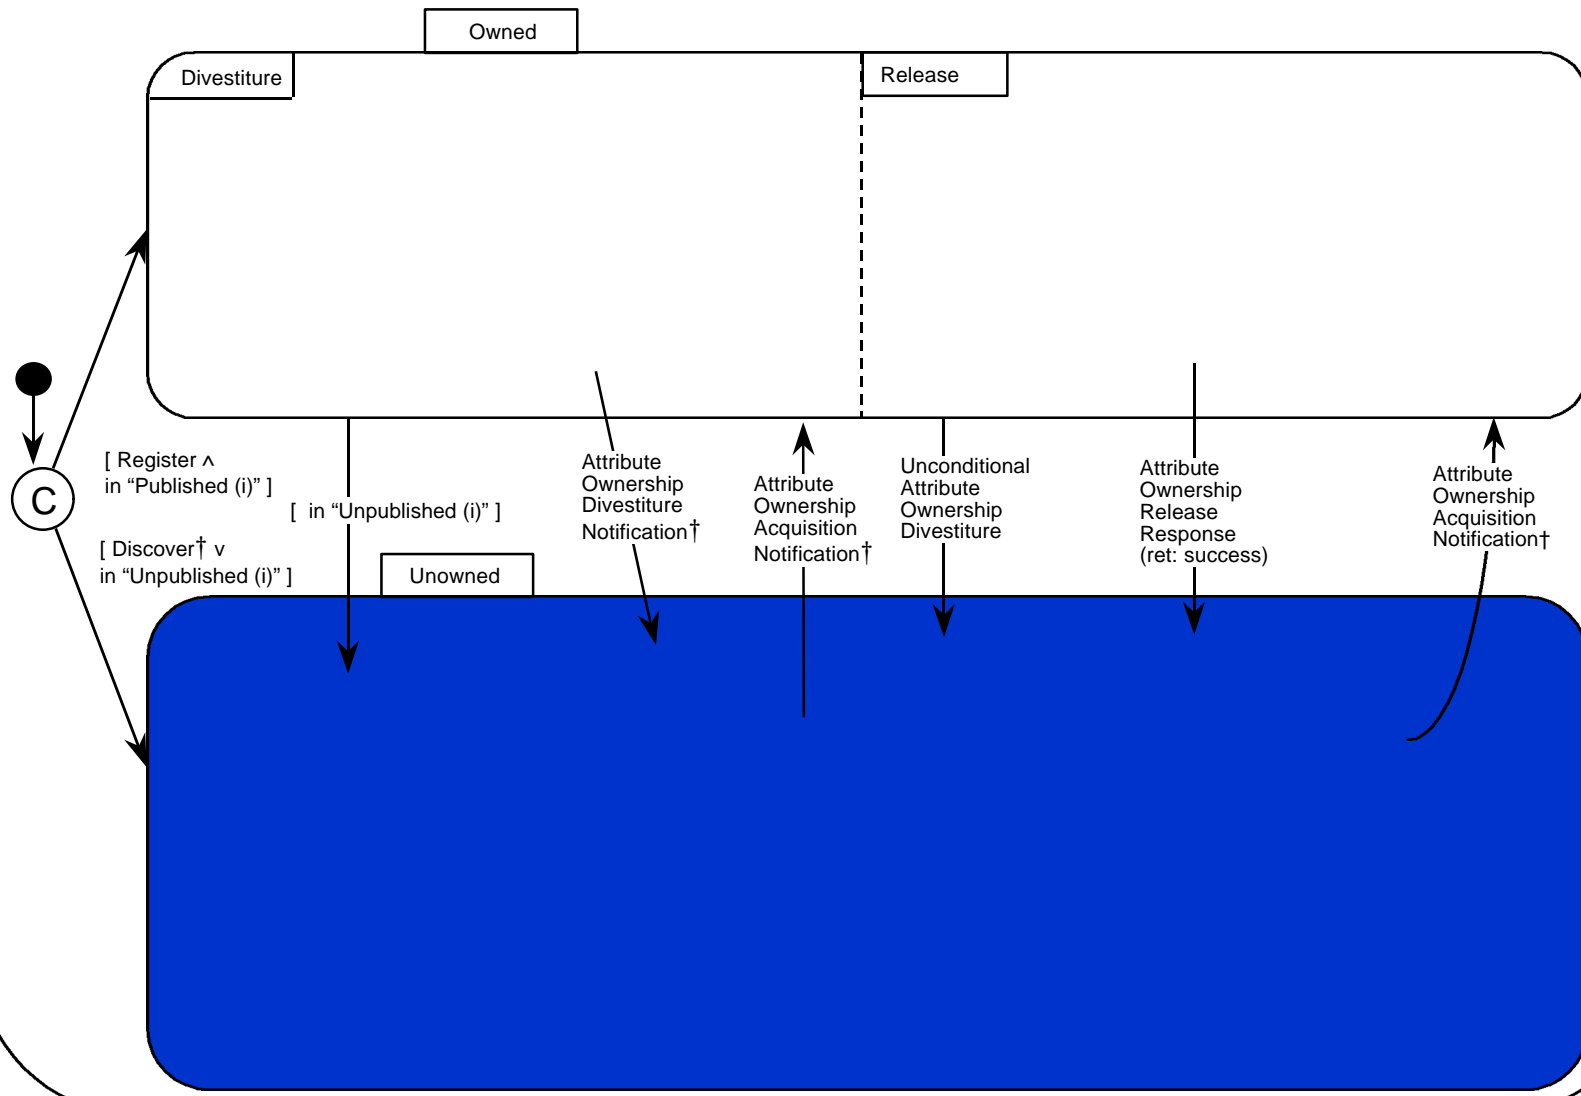 Owned
Divestiture
Release
[ Register ^
in “Published (i)” ]
C
[ in “Unpublished (i)” ]
[ Discover† v
in “Unpublished (i)” ]
Attribute
Ownership
Divestiture
Notification†
Attribute
Ownership
Acquisition
Notification†
Unconditional
Attribute
Ownership
Divestiture
Attribute
Ownership
Release
Response
(ret: success)
Attribute
Ownership
Acquisition
Notification†
Unowned